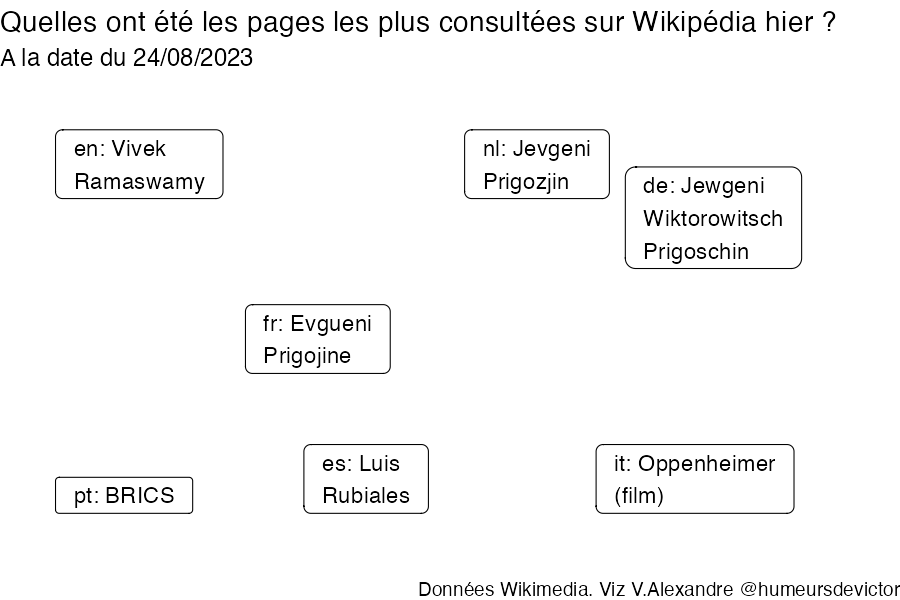 Quelles ont été les pages les plus consultées sur Wikipédia hier ?
A la date du 24/08/2023
en: Vivek
Ramaswamy
nl: Jevgeni
Prigozjin
de: Jewgeni
Wiktorowitsch
Prigoschin
fr: Evgueni
Prigojine
pt: BRICS
es: Luis
Rubiales
it: Oppenheimer
(film)
Données Wikimedia. Viz V.Alexandre @humeursdevictor